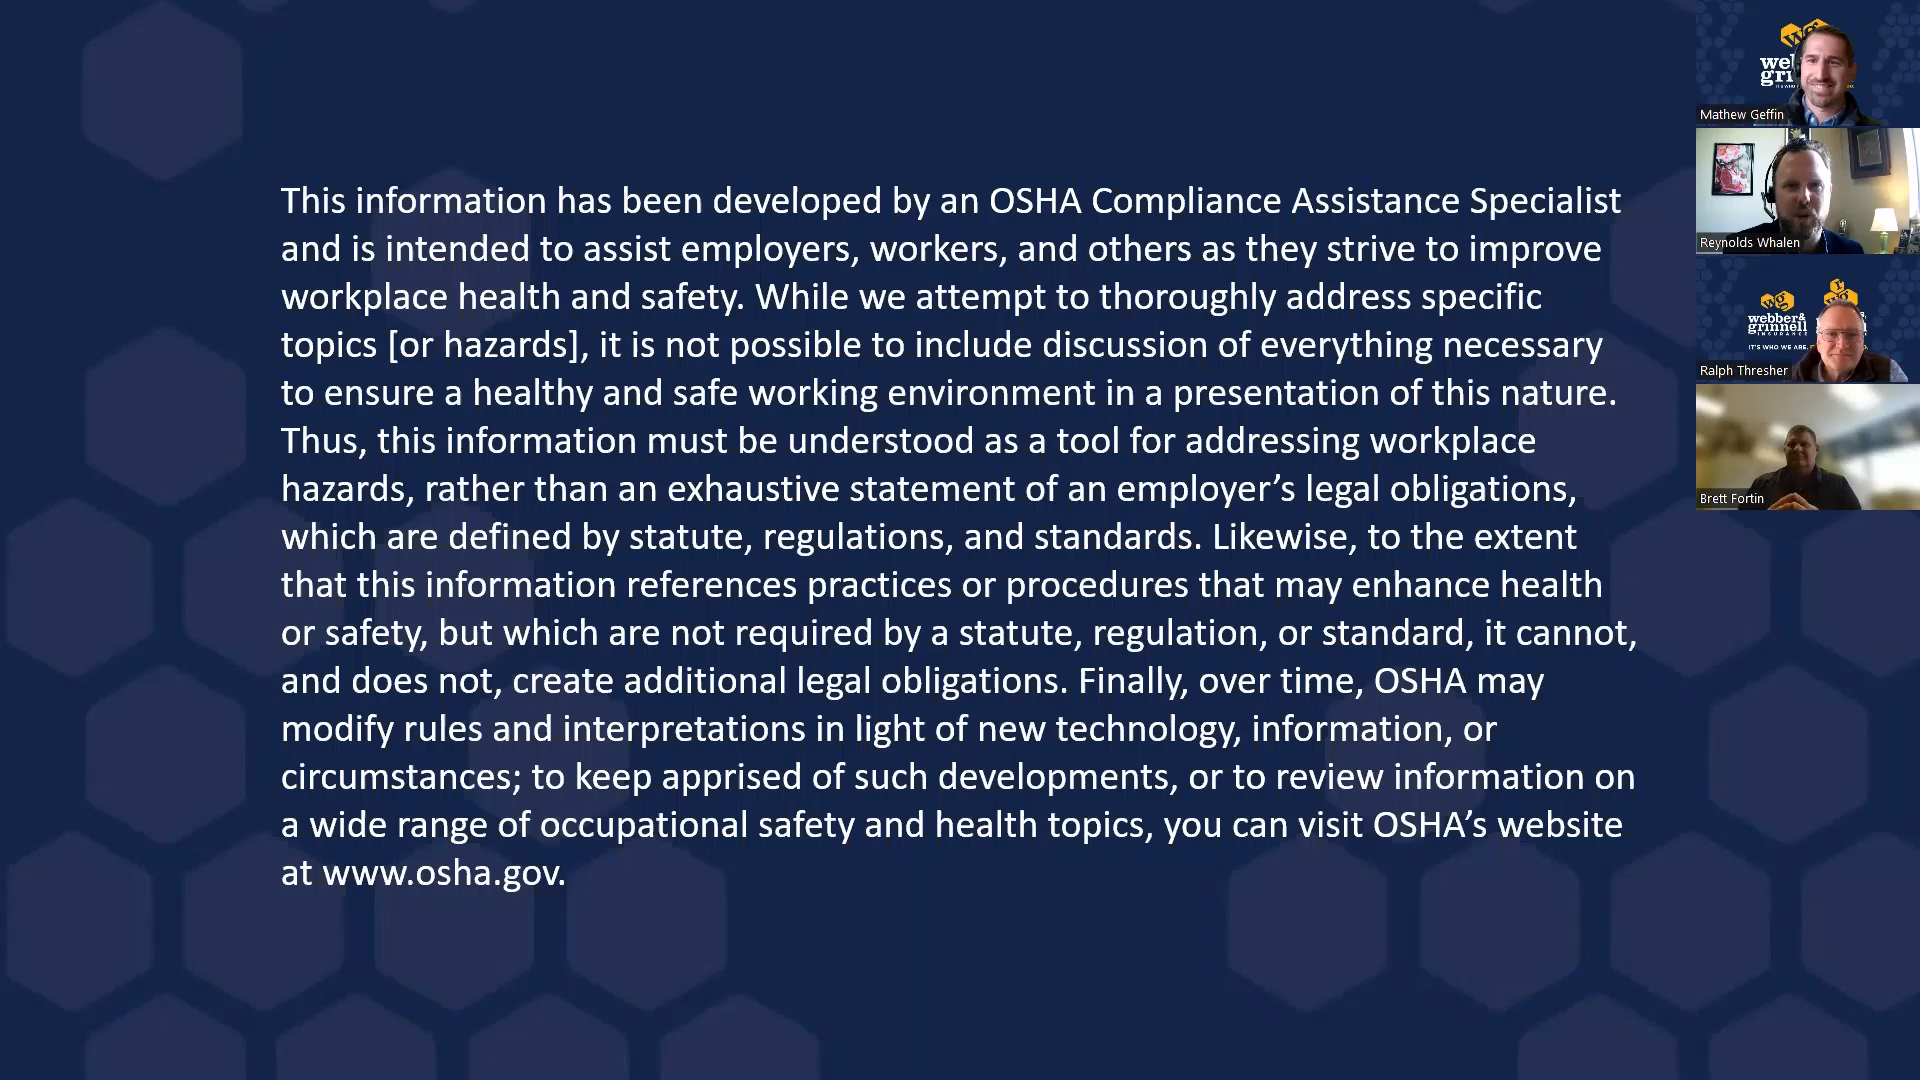 This information has been developed by an OSHA Compliance Assistance Specialist
and is intended to assist employers, workers, and others as they strive to improve
workplace health and safety. While we attempt to thoroughly address specific
topics [or hazards], it is not possible to include discussion of everything necessary
to ensure a healthy and safe working environment in a presentation of this nature.
Thus, this information must be understood as a tool for addressing workplace
hazards, rather than an exhaustive statement of an employer’s legal obligations,
which are defined by statute, regulations, and standards. Likewise, to the extent
that this information references practices or procedures that may enhance health
or safety, but which are not required by a statute, regulation, or standard, it cannot,
and does not, create additional legal obligations. Finally, over time, OSHA may
modify rules and interpretations in light of new technology, information, or
circumstances; to keep apprised of such developments, or to review information on
a wide range of occupational safety and health topics, you can visit OSHA’s website
at www.osha.gov.
Mathew Geffin
Reynolds Whalen
wg
webber&
grinnell
INSURANCE
IT'S WHO WE ARE.
Ralph Thresher
Brett Fortin